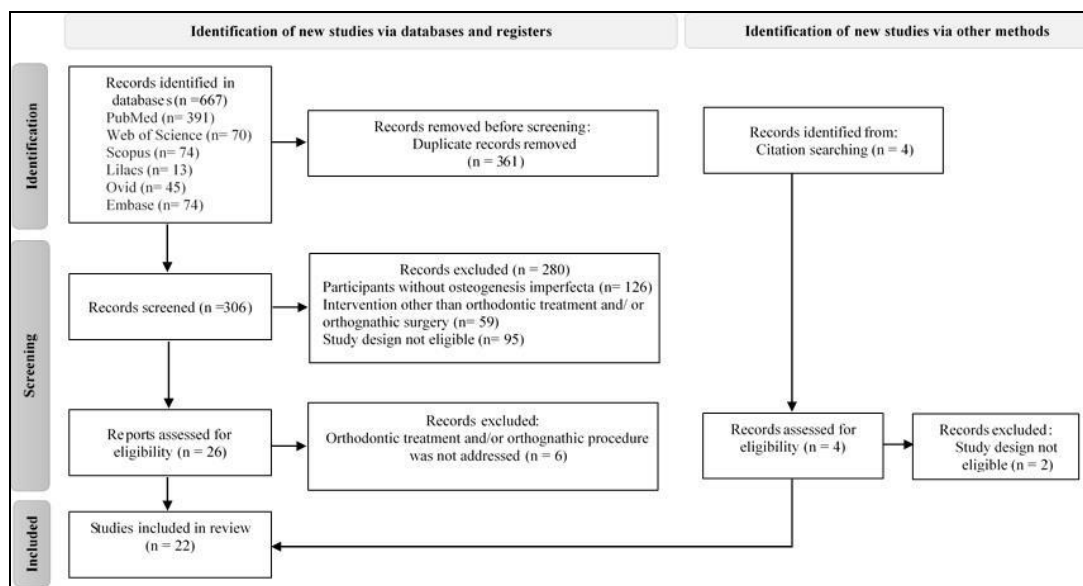 Identification of new studies via databases and registers
Identification of new studies via other methods
Identification
Records identified in
databases (n =667)
PubMed (n= 391)
Web of Science (n= 70)
Scopus (n= 74)
Lilacs (n= 13)
Ovid (n= 45)
Embase (n= 74)
Records removed before screening:
Duplicate records removed
(n = 361)
Records identified from:
Citation searching (n = 4)
Screening
Records screened (n =306)
Records excluded (n = 280)
Participants without osteogenesis imperfecta (n= 126)
Intervention other than orthodontic treatment and/ or
orthognathic surgery (n= 59)
Study design not eligible (n= 95)
Reports assessed for
eligibility (n = 26)
Records excluded:
Orthodontic treatment and/or orthognathic procedure
was not addressed (n = 6)
Records assessed for
eligibility (n = 4)
Records excluded:
Study design not
eligible (n = 2)
Included
Studies included in review
(n = 22)